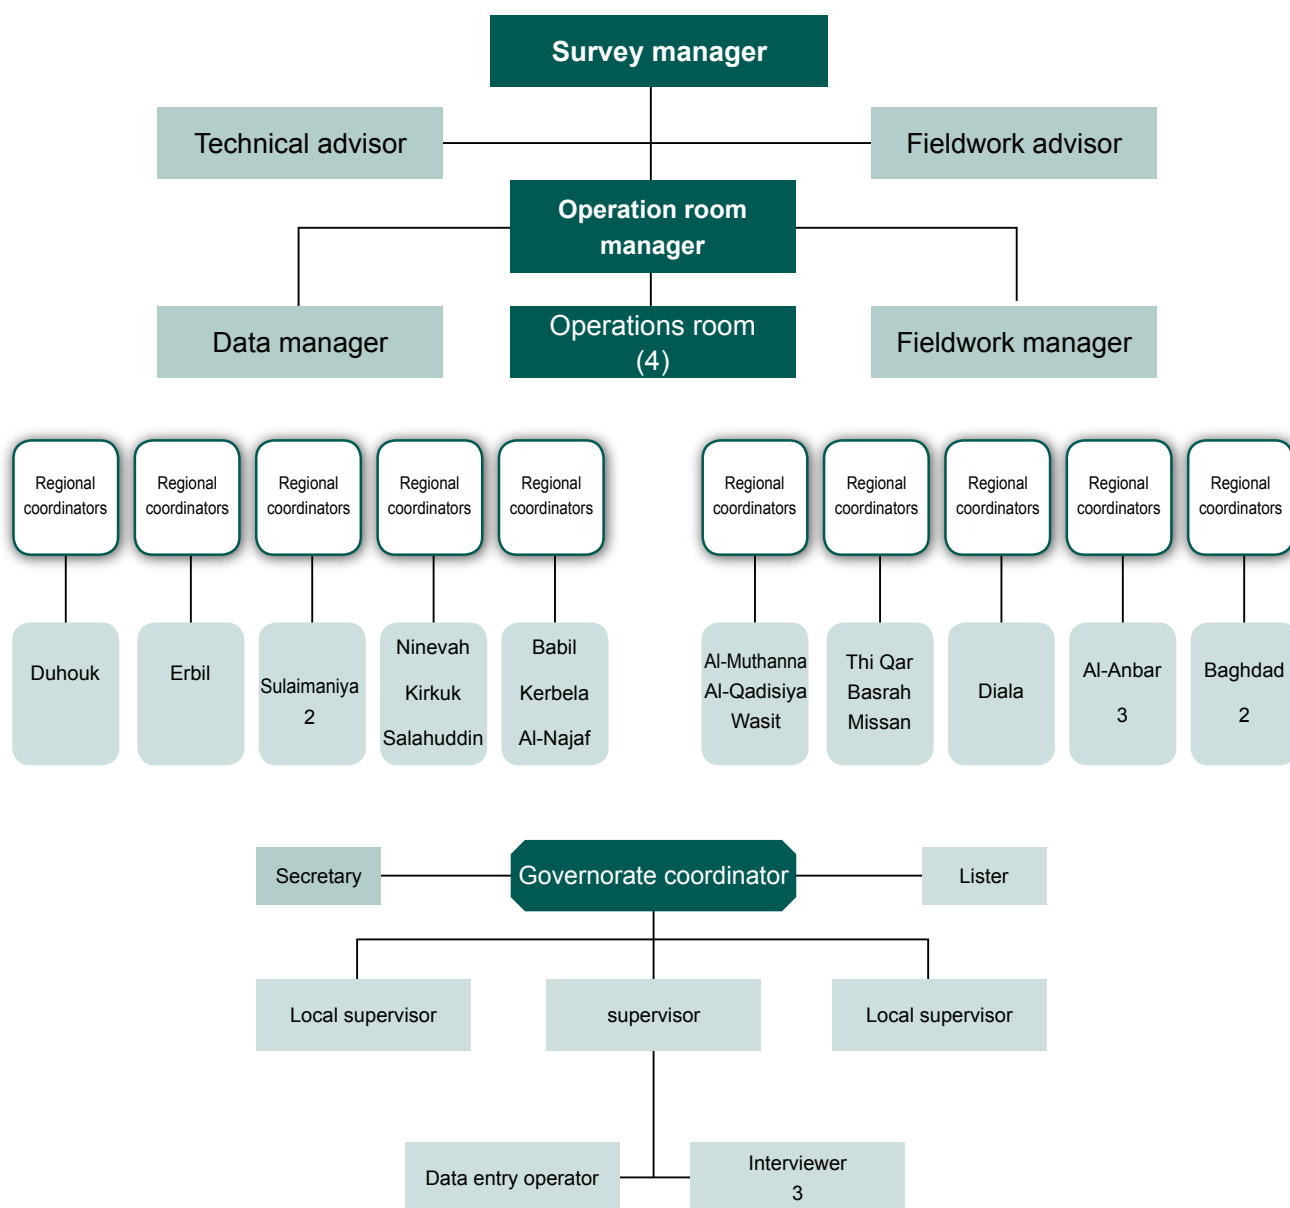 Survey manager
Technical advisor
Fieldwork advisor
Operation room
manager
Data manager
Operations room
(4)
Fieldwork manager
Regional
coordinators
Regional
coordinators
Regional
coordinators
Regional
coordinators
Regional
coordinators
Regional
coordinators
Regional
coordinators
Regional
coordinators
Regional
coordinators
Regional
coordinators
Duhouk
Erbil
Sulaimaniya
2
Ninevah
Kirkuk
Salahuddin
Babil
Kerbela
Al-Najaf
Al-Muthanna
Al-Qadisiya
Wasit
Thi Qar
Basrah
Missan
Diala
Al-Anbar
3
Baghdad
2
Secretary
Governorate coordinator
Lister
Local supervisor
supervisor
Local supervisor
Data entry operator
Interviewer
3